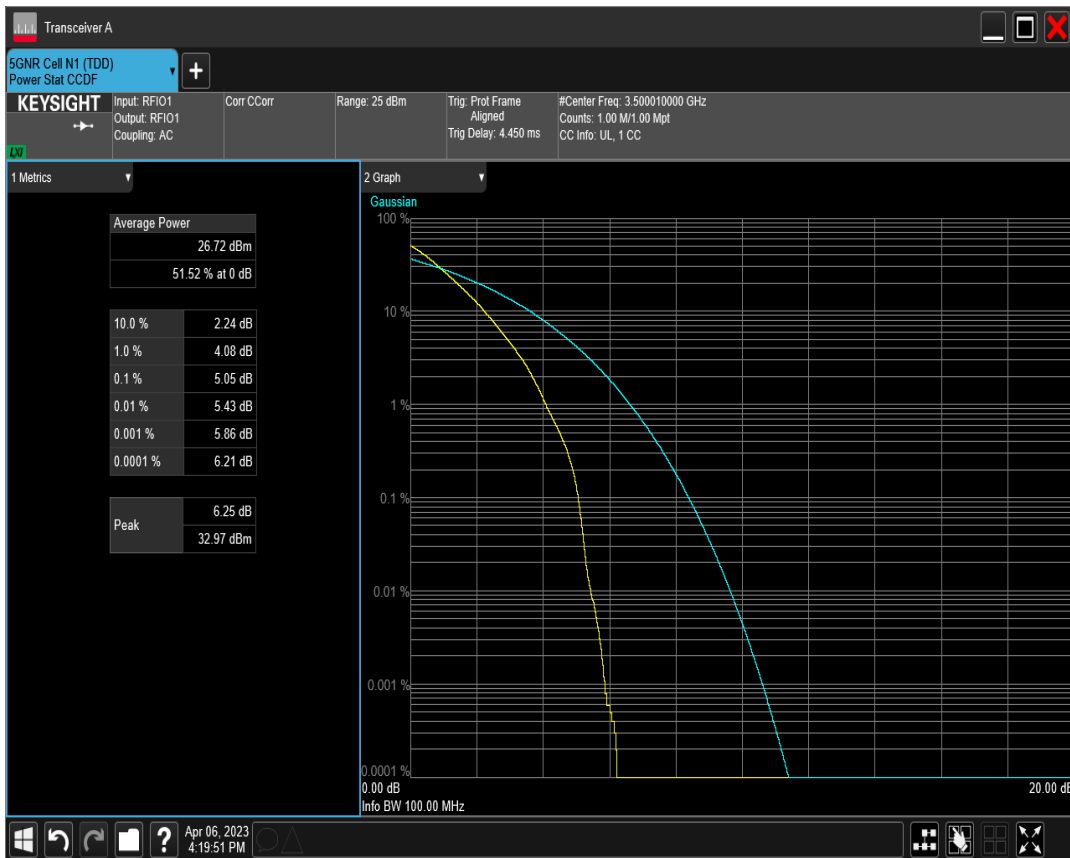 Transceiver A
5GNR Cell N1 (TDD)
Power Stat CCDF
KEYSIGHT
LXI
Input: RFIO1
Output: RFIO1
Coupling: AC
Corr CCorr
Range: 25 dBm
Trig: Prot Frame
Aligned
Trig Delay: 4.450 ms
#Center Freq: 3.500010000 GHz
Counts: 1.00 M/1.00 Mpt
CC Info: UL, 1 CC
1 Metrics
Average Power
26.72 dBm
51.52 % at 0 dB
10.0 % 2.24 dB
1.0 % 4.08 dB
0.1 % 5.05 dB
0.01 % 5.43 dB
0.001 % 5.86 dB
0.0001 % 6.21 dB
Peak
6.25 dB
32.97 dBm
2 Graph
Gaussian
100 %
10 %
1 %
0.1 %
0.01 %
0.001 %
0.0001 %
0.00 dB
20.00 dB
Info BW 100.00 MHz
?
Apr 06, 2023
4:19:51 PM